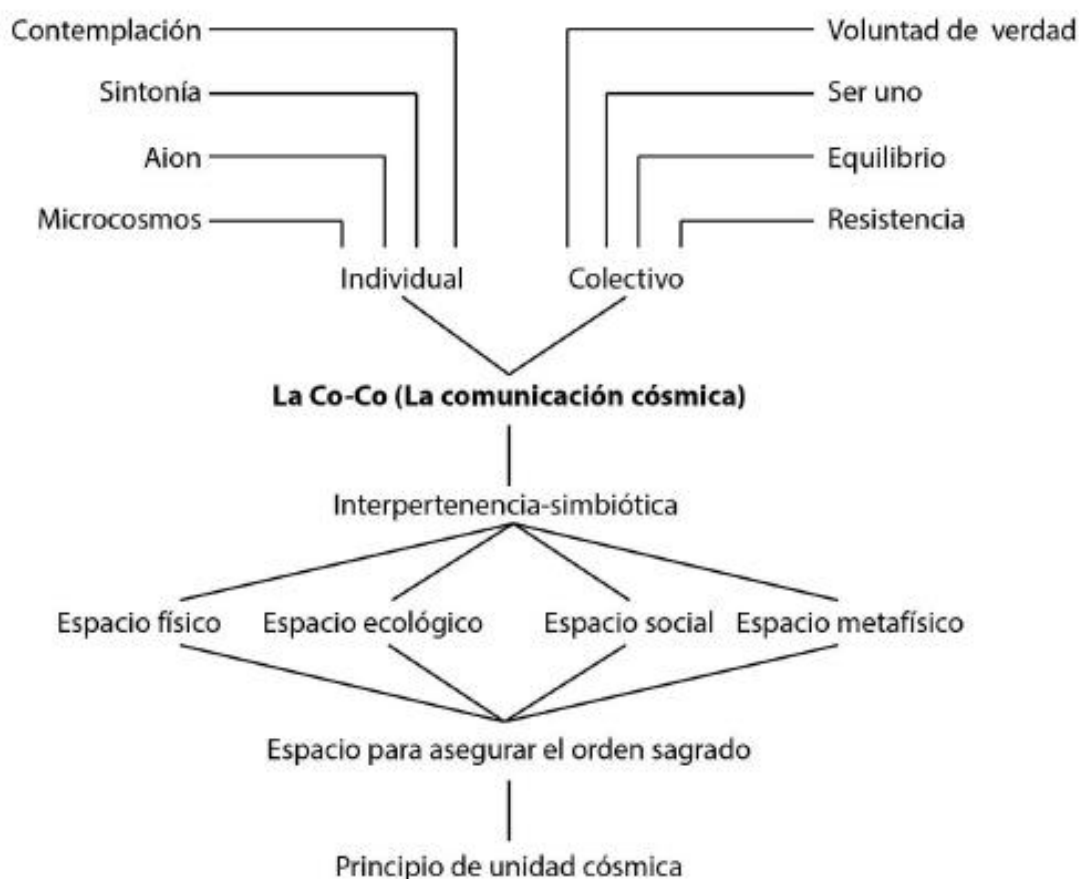 Contemplación
Voluntad de verdad
Sintonía
Ser uno
Aion
Equilibrio
Microcosmos
Resistencia
Individual
Colectivo
La Co-Co (La comunicación cósmica)
Interpertenencia-simbiótica
Espacio físico
Espacio ecológico
Espacio social
Espacio metafísico
Espacio para asegurar el orden sagrado
Principio de unidad cósmica